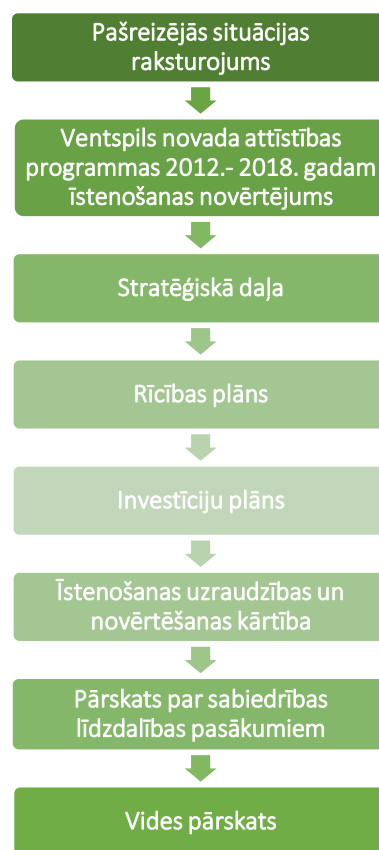 Pašreizējās situācijas
raksturojums
Ventspils novada attīstības
programmas 2012.- 2018. gadam
īstenošanas novērtējums
Stratēģiskā daļa
Rīcības plāns
Investīciju plāns
Īstenošanas uzraudzības un
novērtēšanas kārtība
Pārskats par sabiedrības
līdzdalības pasākumiem
Vides pārskats